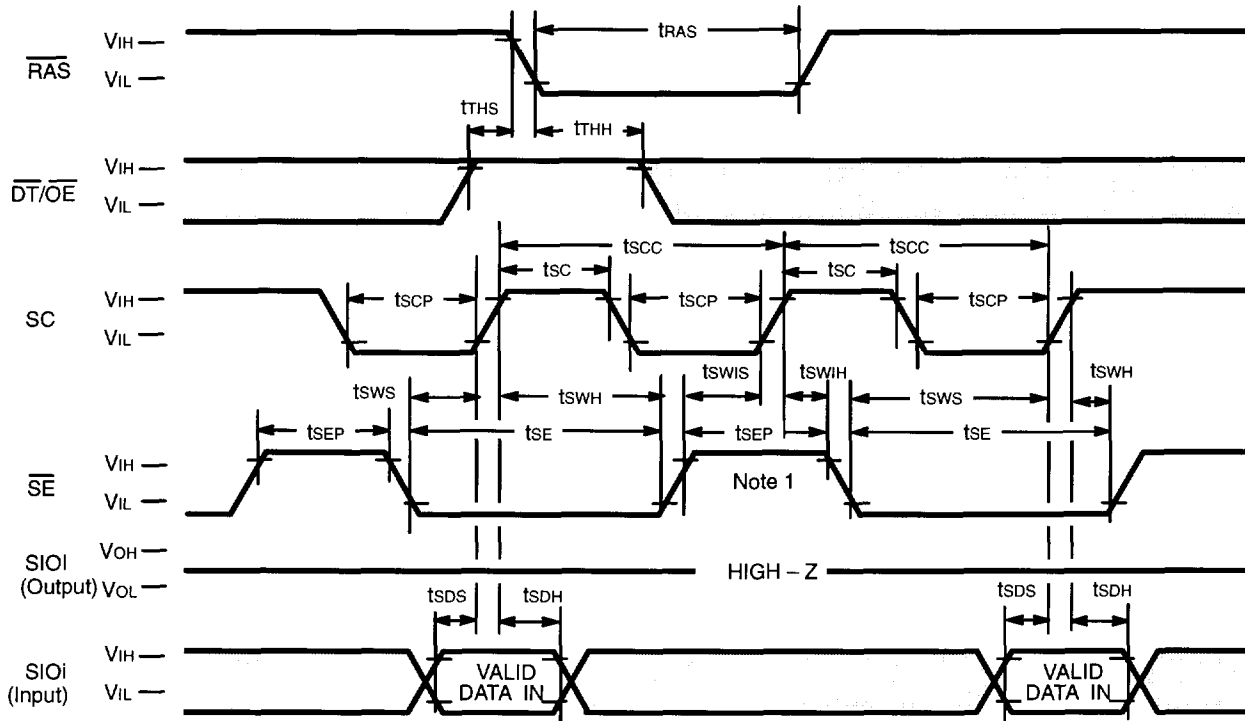 VIH
tRAS
RAS
VIL
tTHS
tTHH
VIH
DT/OE
VIL
tSCC tSCC
tSC tSC
VIH
tSCP tSCP tSCP
SC
VIL
tSWS tSWH tSWIS tSWIH tSWS tSWH
tSEP tSE tSEP tSE
VIH
Note 1
SE
VIL
VOH
SIOI
(Output) VOL
HIGH – Z
tSDS tSDH tSDS tSDH
VIH
SIOi
(Input)
VIL
VALID
DATA IN
VALID
DATA IN